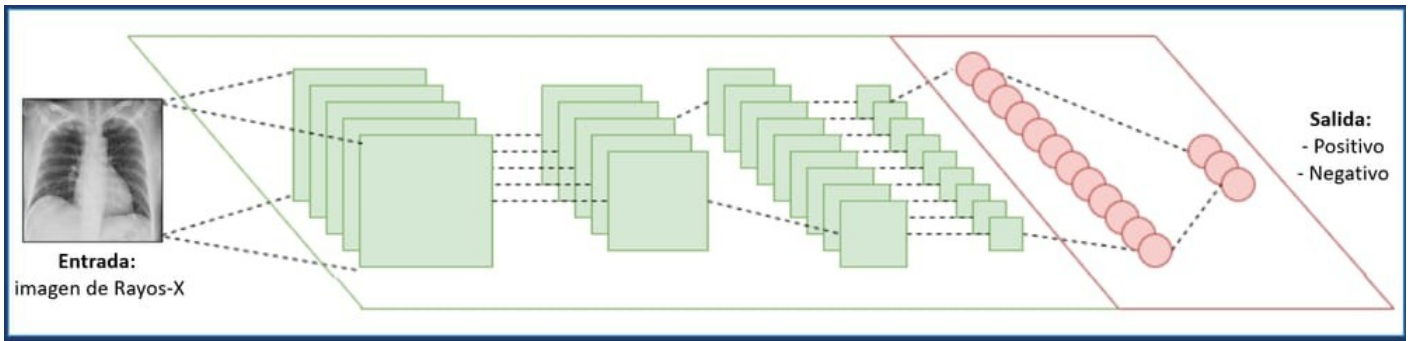 Entrada:
imagen de Rayos-X
Salida:
- Positivo
- Negativo